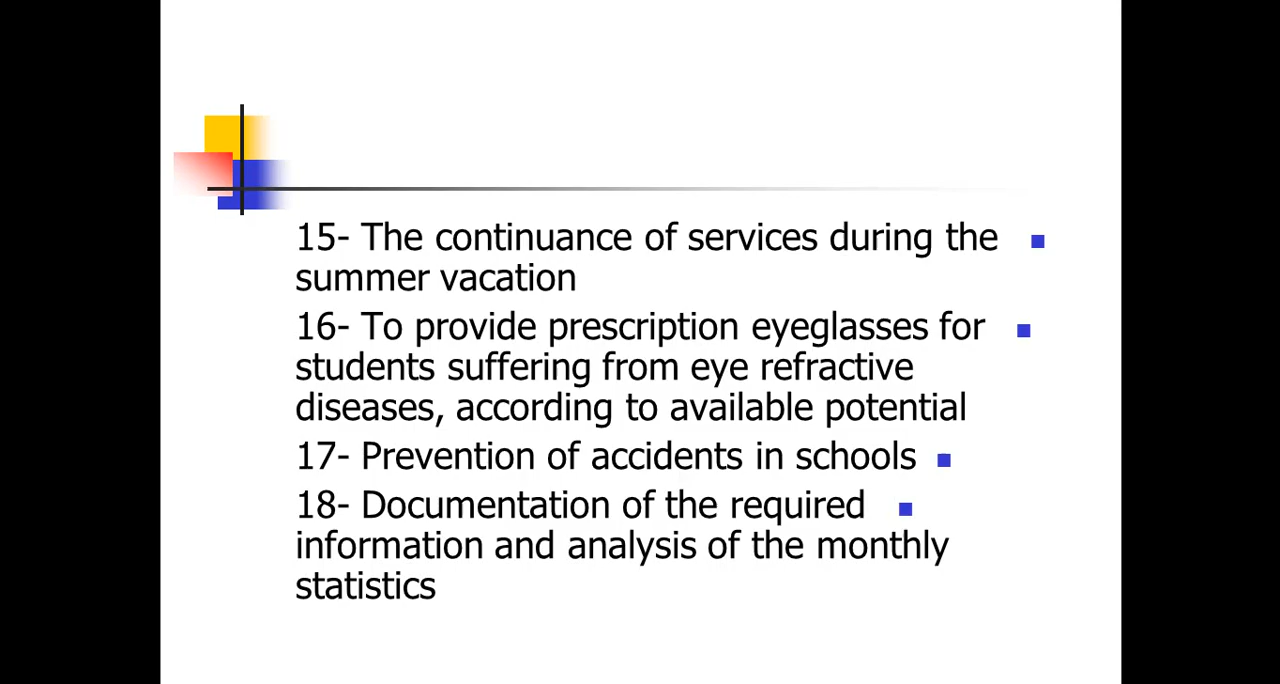 15- The continuance of services during the
summer vacation
16- To provide prescription eyeglasses for
students suffering from eye refractive
diseases, according to available potential
17- Prevention of accidents in schools
18- Documentation of the required
information and analysis of the monthly
statistics